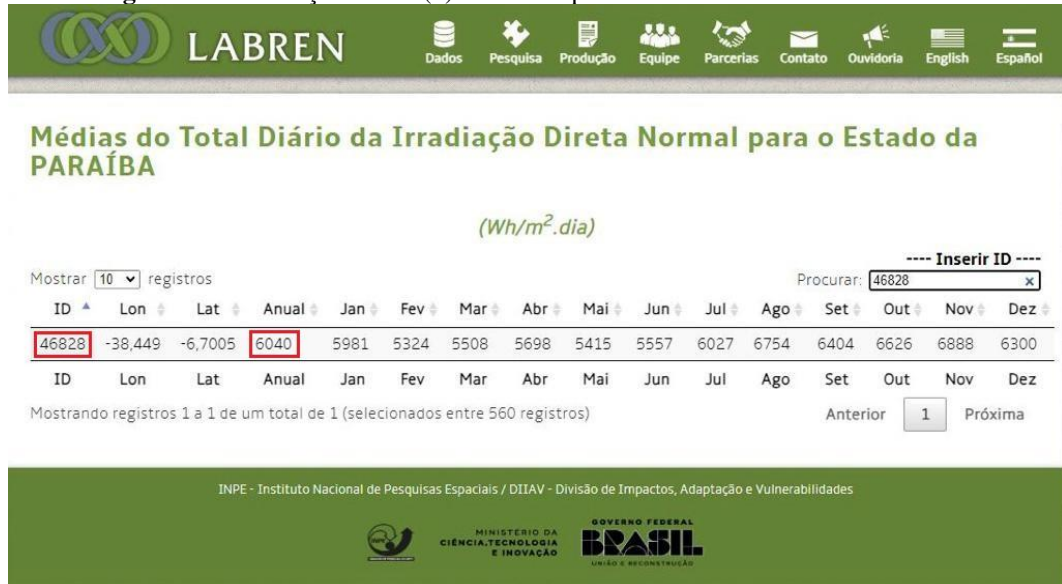 LABREN
Dados Pesquisa Produção Equipe Parcerias Contato Ouvidoria English Español
Médias do Total Diário da Irradiação Direta Normal para o Estado da
PARAÍBA
(Wh/m².dia)
---- Inserir ID ----
Mostrar 10 registros Procurar: 46828 x
ID Lon Lat Anual Jan Fev Mar Abr Mai Jun Jul Ago Set Out Nov Dez
46828 -38,449 -6,7005 6040 5981 5324 5508 5698 5415 5557 6027 6754 6404 6626 6888 6300
ID Lon Lat Anual Jan Fev Mar Abr Mai Jun Jul Ago Set Out Nov Dez
Mostrando registros 1 a 1 de um total de 1 (selecionados entre 560 registros) Anterior 1 Próxima
INPE - Instituto Nacional de Pesquisas Espaciais / DIIAV - Divisão de Impactos, Adaptação e Vulnerabilidades
MINISTÉRIO DA
CIÊNCIA, TECNOLOGIA
E INOVAÇÃO
GOVERNO FEDERAL
BRASIL
UNIÃO E RECONSTRUÇÃO